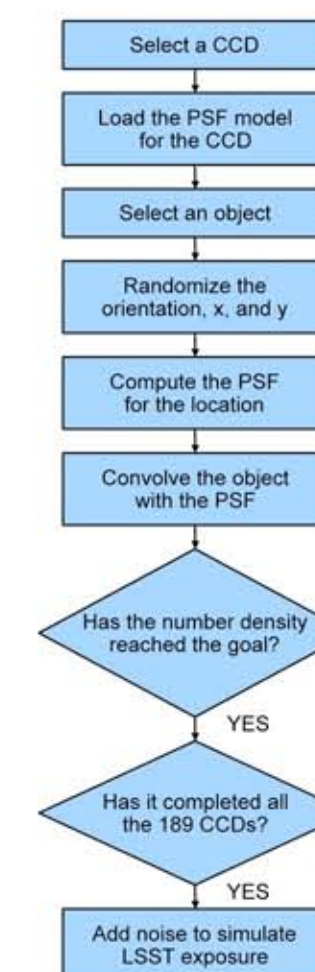 Select a CCD
Load the PSF model
for the CCD
Select an object
Randomize the
orientation, x, and y
Compute the PSF
for the location
Convolve the object
with the PSF
Has the number density
reached the goal?
YES
Has it completed all
the 189 CCDs?
YES
Add noise to simulate
LSST exposure